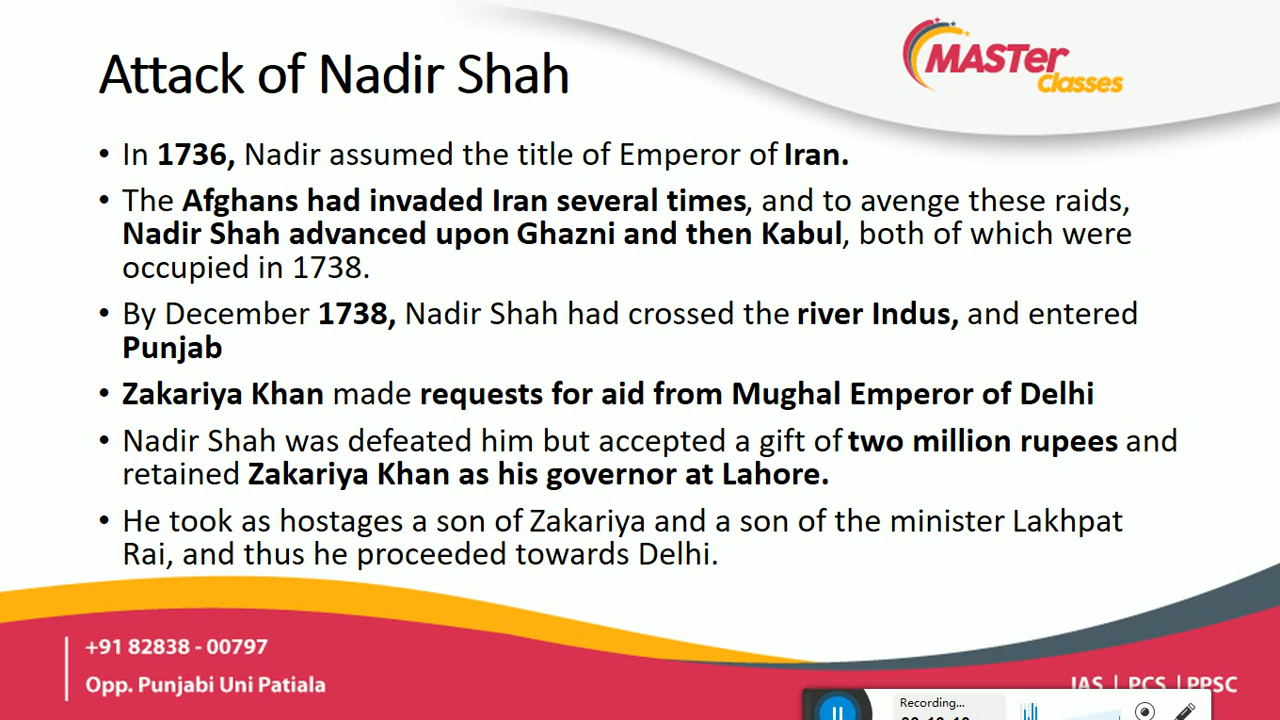 Attack of Nadir Shah
MASTer
Classes
• In 1736, Nadir assumed the title of Emperor of Iran.
• The Afghans had invaded Iran several times, and to avenge these raids,
Nadir Shah advanced upon Ghazni and then Kabul, both of which were
occupied in 1738.
• By December 1738, Nadir Shah had crossed the river Indus, and entered
Punjab
• Zakariya Khan made requests for aid from Mughal Emperor of Delhi
• Nadir Shah was defeated him but accepted a gift of two million rupees and
retained Zakariya Khan as his governor at Lahore.
• He took as hostages a son of Zakariya and a son of the minister Lakhpat
Rai, and thus he proceeded towards Delhi.
+91 82838 - 00797
Opp. Punjabi Uni Patiala
IAS | PCS | PPSC
Recording...